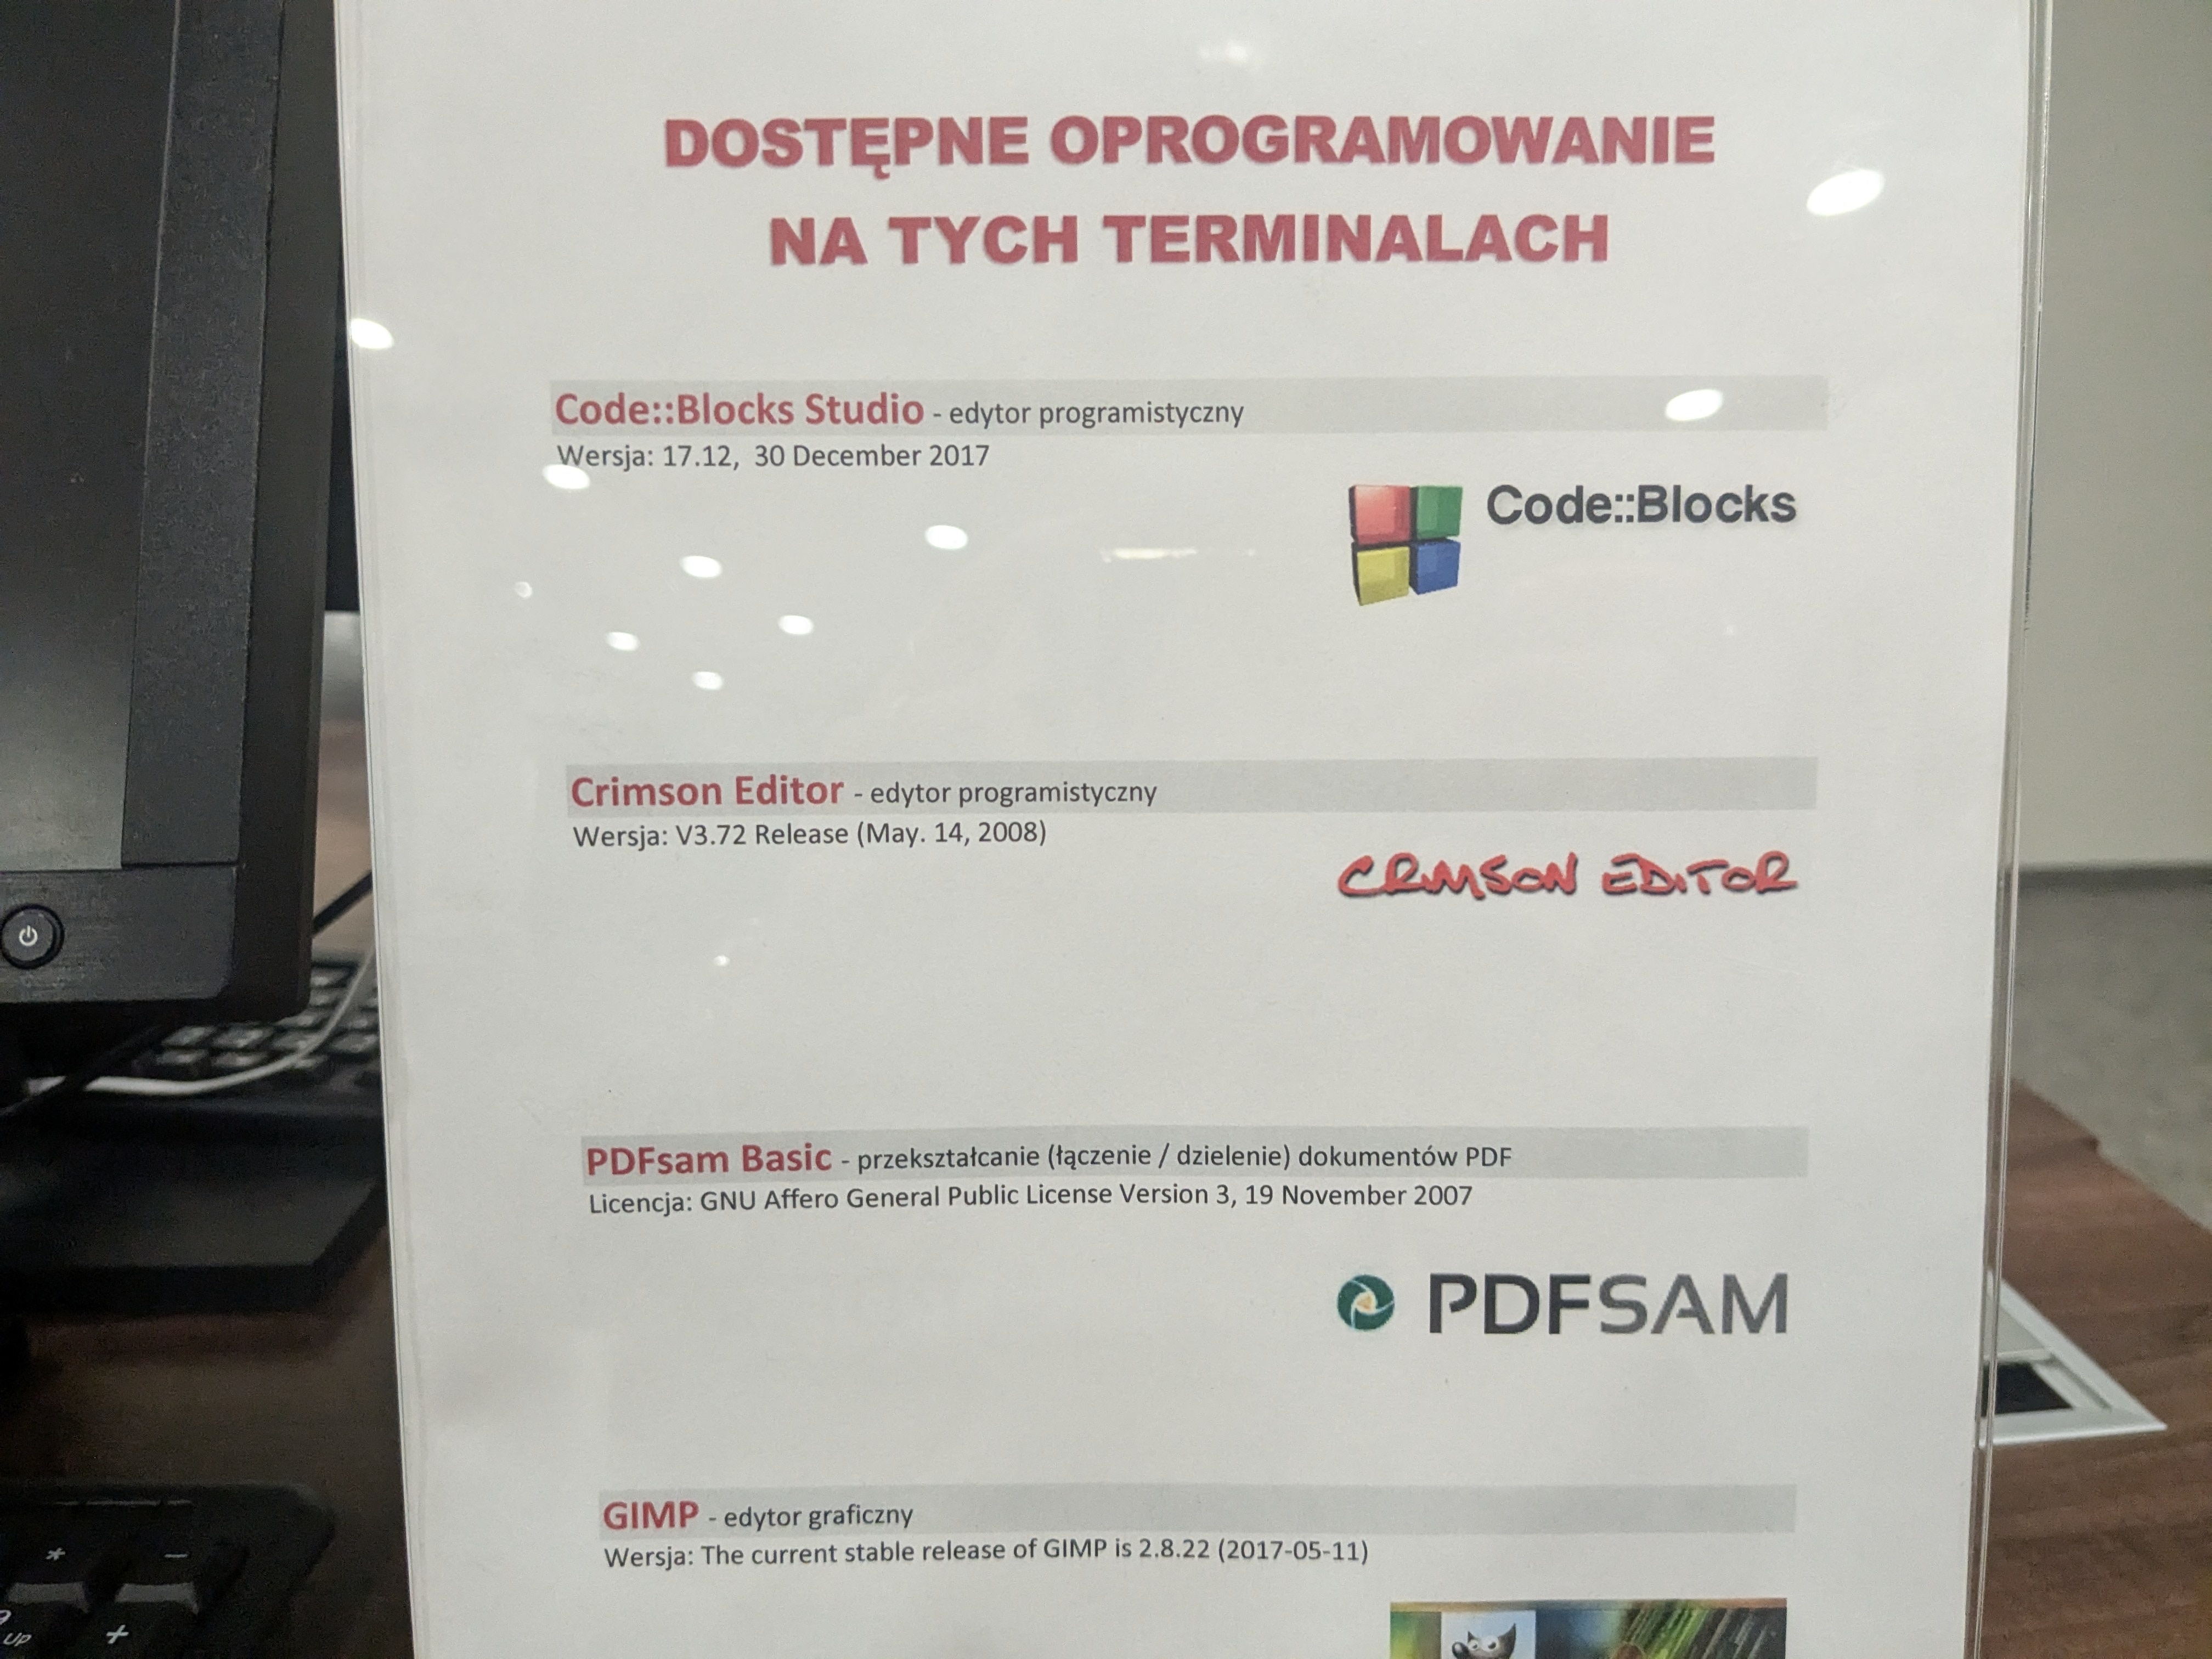 DOSTĘPNE OPROGRAMOWANIE
NA TYCH TERMINALACH
Code::Blocks Studio - edytor programistyczny
Wersja: 17.12, 30 December 2017
Code::Blocks
Crimson Editor - edytor programistyczny
Wersja: V3.72 Release (May. 14, 2008)
CRIMSON EDITOR
PDFsam Basic - przekształcanie (łączenie / dzielenie) dokumentów PDF
Licencja: GNU Affero General Public License Version 3, 19 November 2007
PDFSAM
GIMP - edytor graficzny
Wersja: The current stable release of GIMP is 2.8.22 (2017-05-11)
* -
Up +